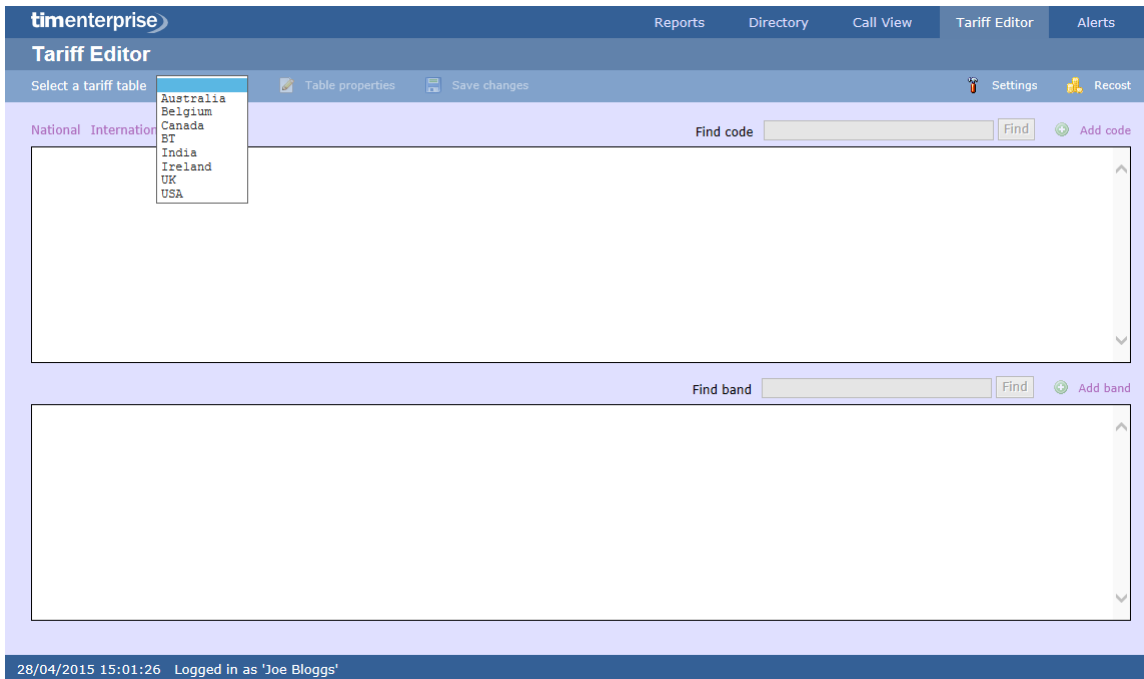 timenterprise Reports Directory Call View Tariff Editor Alerts
Tariff Editor
Select a tariff table Table properties Save changes Settings Recost
Australia
Belgium
Canada
BT
India
Ireland
UK
USA
National Internation Find code Find Add code
Find band Find Add band
28/04/2015 15:01:26 Logged in as 'Joe Bloggs'